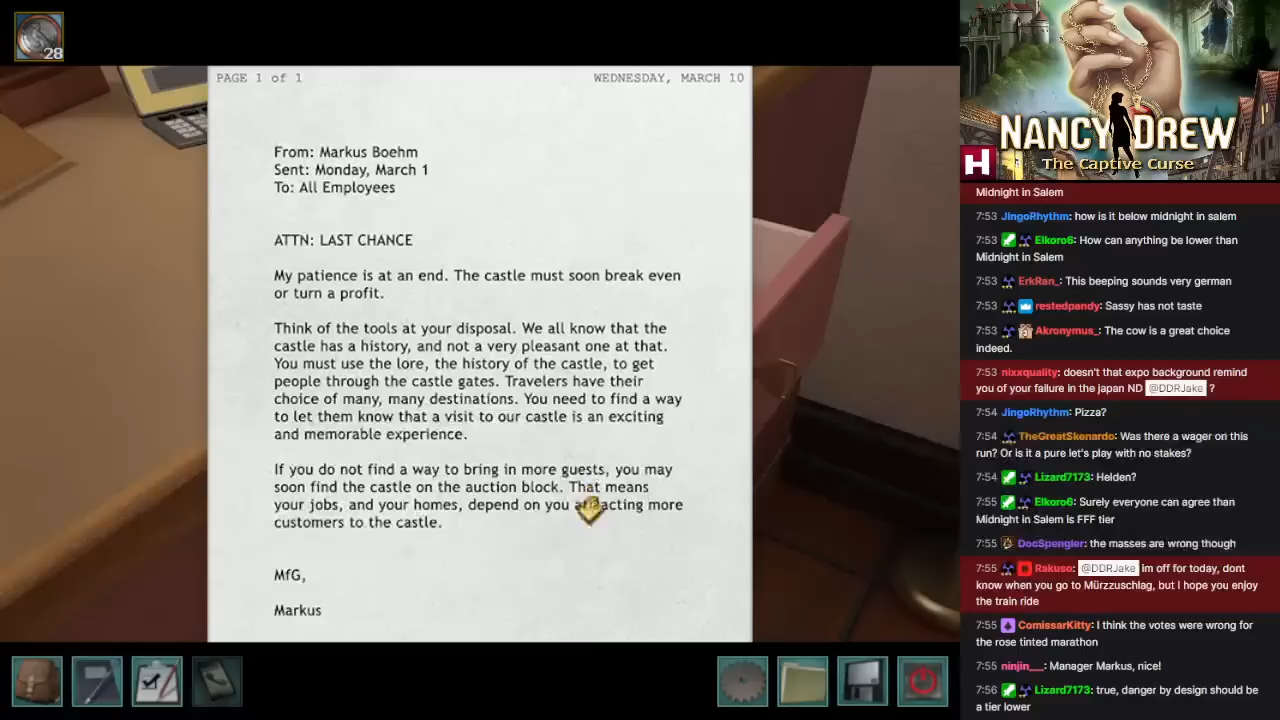 28
PAGE 1 of 1
WEDNESDAY, MARCH 10
From: Markus Boehm
Sent: Monday, March 1
To: All Employees
ATTN: LAST CHANCE
My patience is at an end. The castle must soon break even
or turn a profit.
Think of the tools at your disposal. We all know that the
castle has a history, and not a very pleasant one at that.
You must use the lore, the history of the castle, to get
people through the castle gates. Travelers have their
choice of many, many destinations. You need to find a way
to let them know that a visit to our castle is an exciting
and memorable experience.
If you do not find a way to bring in more guests, you may
soon find the castle on the auction block. That means
your jobs, and your homes, depend on you attracting more
customers to the castle.
MfG,
Markus
NANCY DREW
The Captive Curse
H
Midnight in Salem
7:53 JingoRhythm: how is it below midnight in salem
7:53 Elkoro6: How can anything be lower than
Midnight in Salem
7:53 ErkRan_: This beeping sounds very german
7:53 restedpandy: Sassy has not taste
7:53 Akronymus_: The cow is a great choice
indeed.
7:53 nixxquality: doesn't that expo background remind
you of your failure in the japan ND @DDRJake ?
7:54 JingoRhythm: Pizza?
7:54 TheGreatSkenardo: Was there a wager on this
run? Or is it a pure let's play with no stakes?
7:54 Lizard7173: Helden?
7:55 Elkoro6: Surely everyone can agree than
Midnight in Salem is FFF tier
7:55 DocSpengler: the masses are wrong though
7:55 Rakuso: @DDRJake im off for today, dont
know when you go to Mürzzuschlag, but I hope you enjoy
the train ride
7:55 ComissarKitty: I think the votes were wrong for
the rose tinted marathon
7:55 ninjin___: Manager Markus, nice!
7:56 Lizard7173: true, danger by design should be
a tier lower